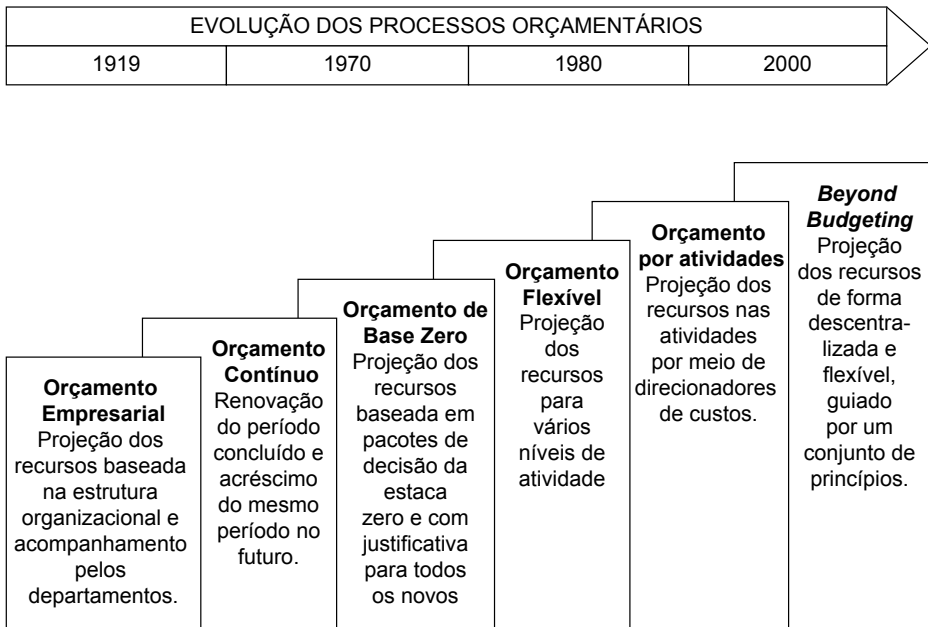 EVOLUÇÃO DOS PROCESSOS ORÇAMENTÁRIOS
1919 1970 1980 2000
Orçamento
Empresarial
Projeção dos
recursos baseada
na estrutura
organizacional e
acompanhamento
pelos
departamentos.
Orçamento
Contínuo
Renovação
do período
concluído e
acréscimo
do mesmo
período no
futuro.
Orçamento de
Base Zero
Projeção dos
recursos
baseada em
pacotes de
decisão da
estaca
zero e com
justificativa
para todos
os novos
Orçamento
Flexível
Projeção
dos
recursos
para
vários
níveis de
atividade
Orçamento
por atividades
Projeção dos
recursos nas
atividades
por meio de
direcionadores
de custos.
Beyond
Budgeting
Projeção
dos recursos
de forma
descentra-
lizada e
flexível,
guiado
por um
conjunto de
princípios.